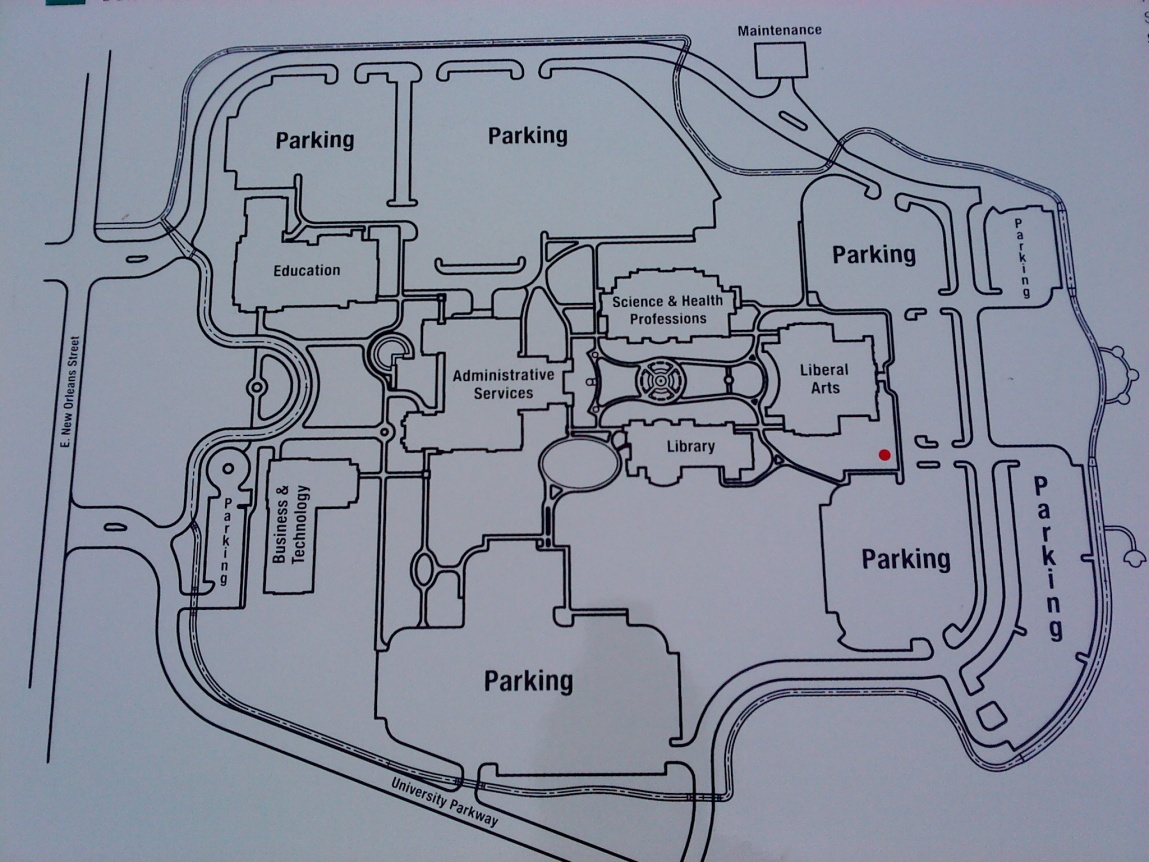 Maintenance
Parking
Parking
Parking
Parking
Education
Science & Health
Professions
Administrative
Services
Liberal
Arts
E. New Orleans Street
Library
Parking
Business &
Technology
Parking
Parking
Parking
University Parkway